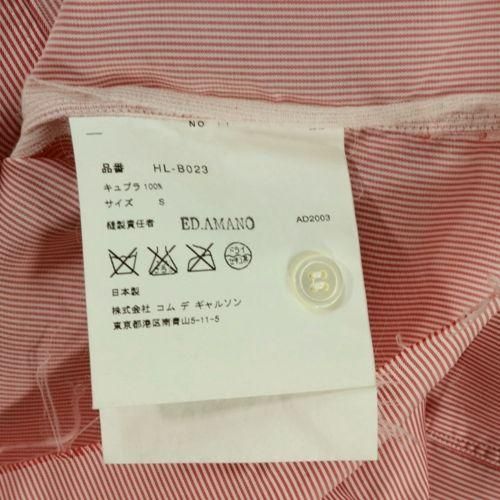 NO
品番 HL-B023
キュプラ 100%
サイズ S
縫製責任者 ED.AMANO AD2003
日本製
株式会社 コム デ ギャルソン
東京都港区南青山5-11-5